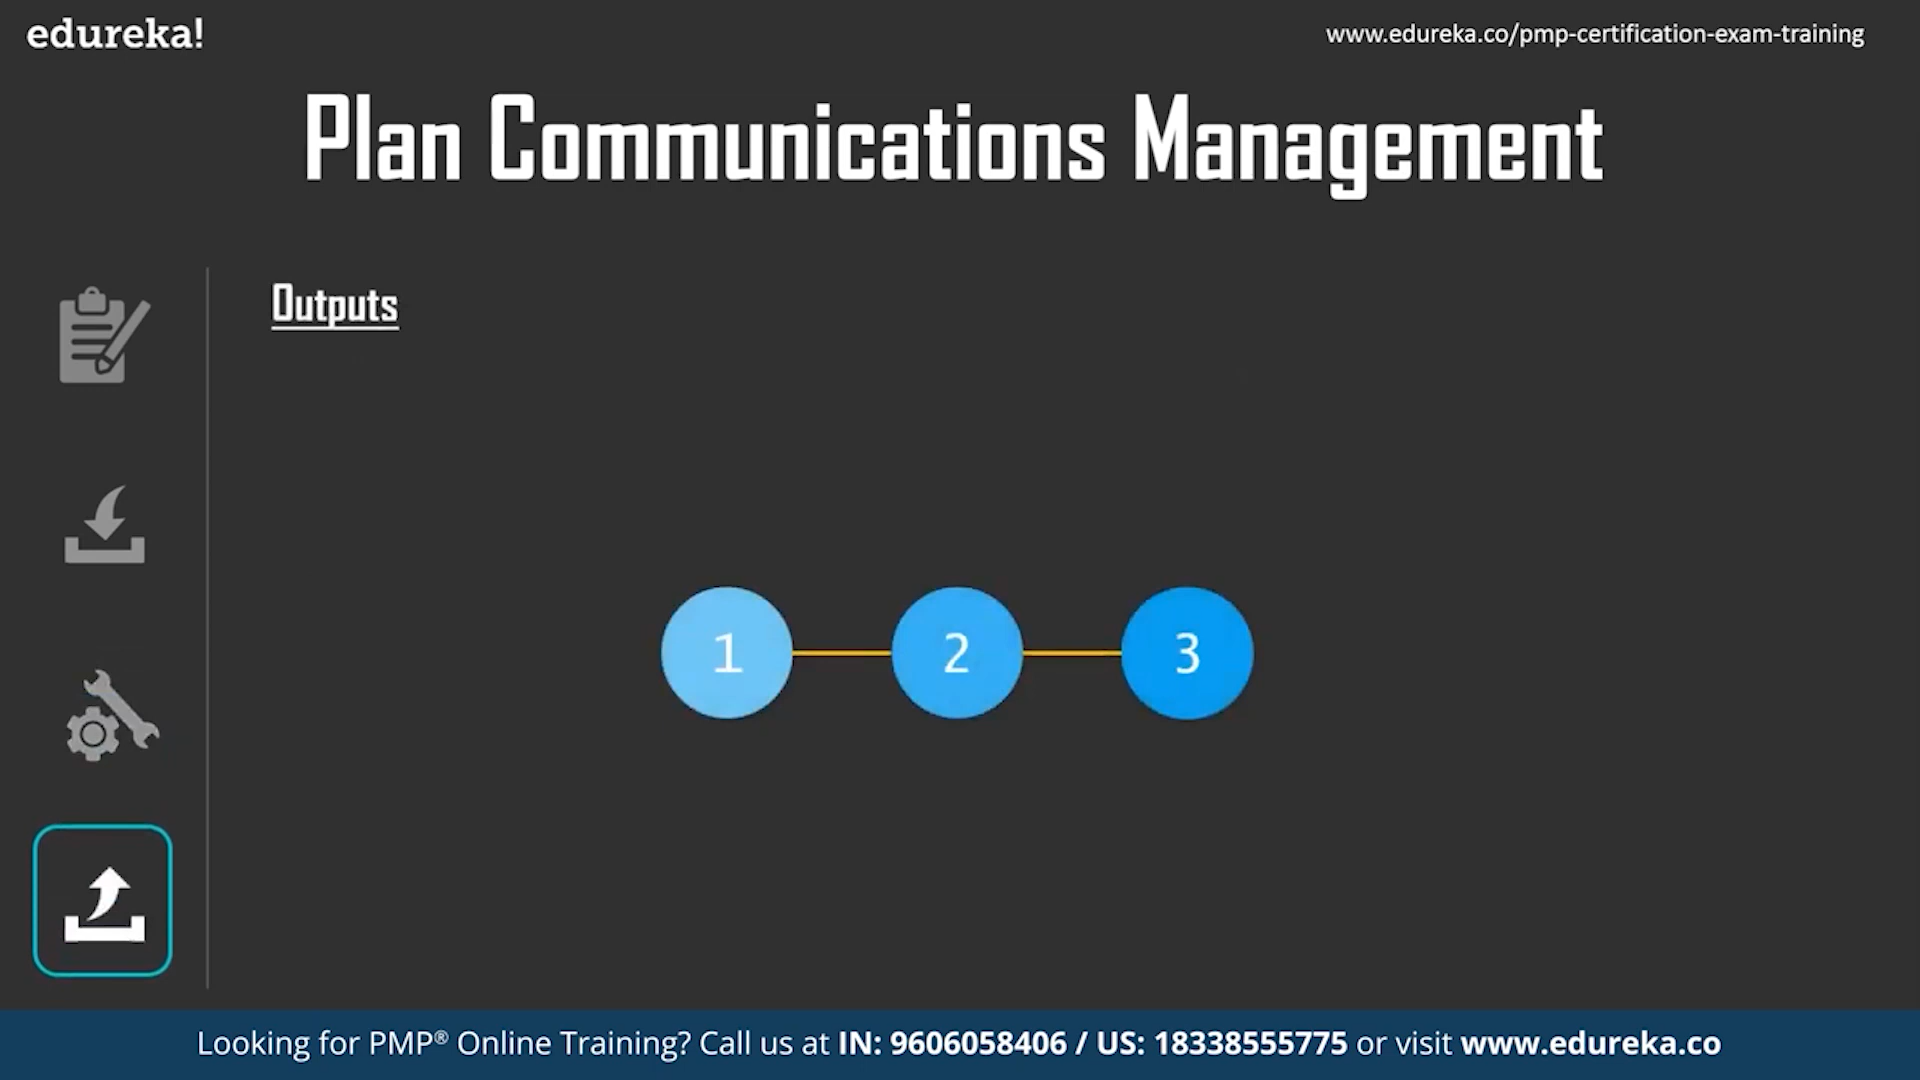 edureka!
www.edureka.co/pmp-certification-exam-training
Plan Communications Management
Outputs
1 2 3
Looking for PMP® Online Training? Call us at IN: 9606058406 / US: 18338555775 or visit www.edureka.co